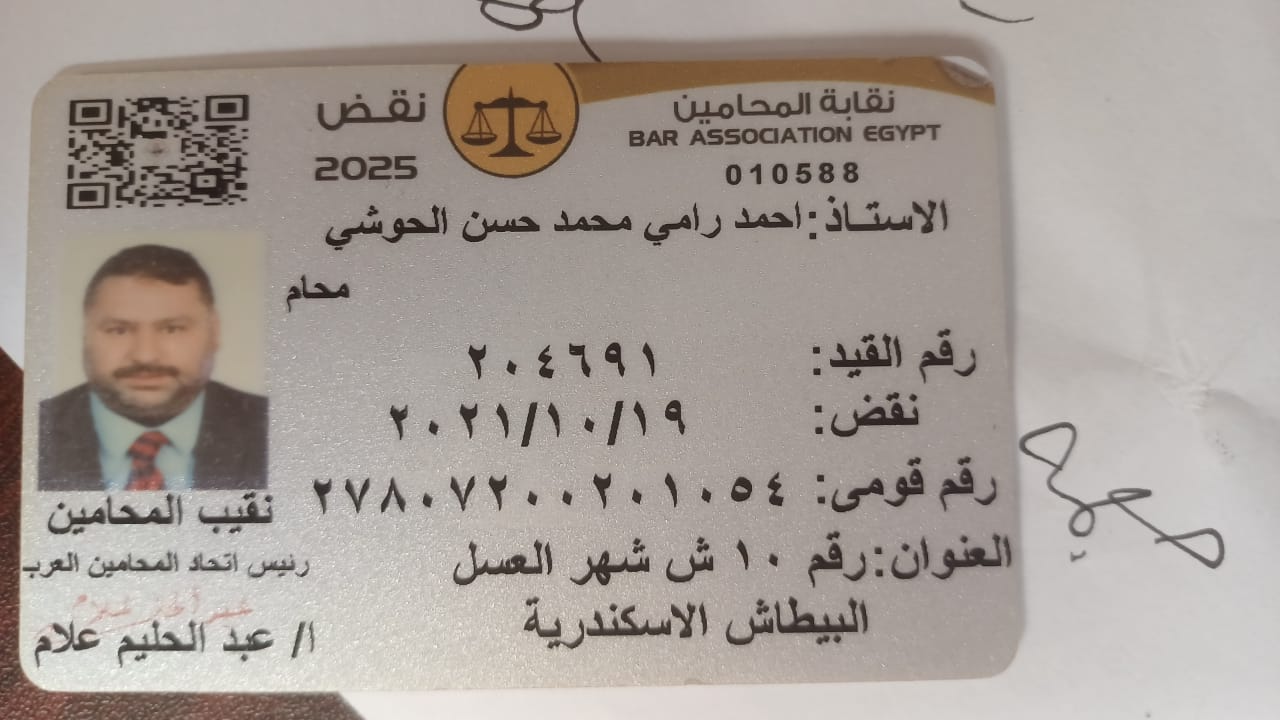 نقابة المحامين
BAR ASSOCIATION EGYPT
010588
نقض
2025
الاستاذ: احمد رامي محمد حسن الحوشي
محام
رقم القيد: ٢٠٤٦٩١
نقض: ٢٠٢١/١٠/١٩
رقم قومى: ٢٧٨٠٧٢٠٠٢٠١٠٥٤
العنوان: رقم ١٠ ش شهر العسل
البيطاش الاسكندرية
نقيب المحامين
رئيس اتحاد المحامين العرب
ا/ عبد الحليم علام